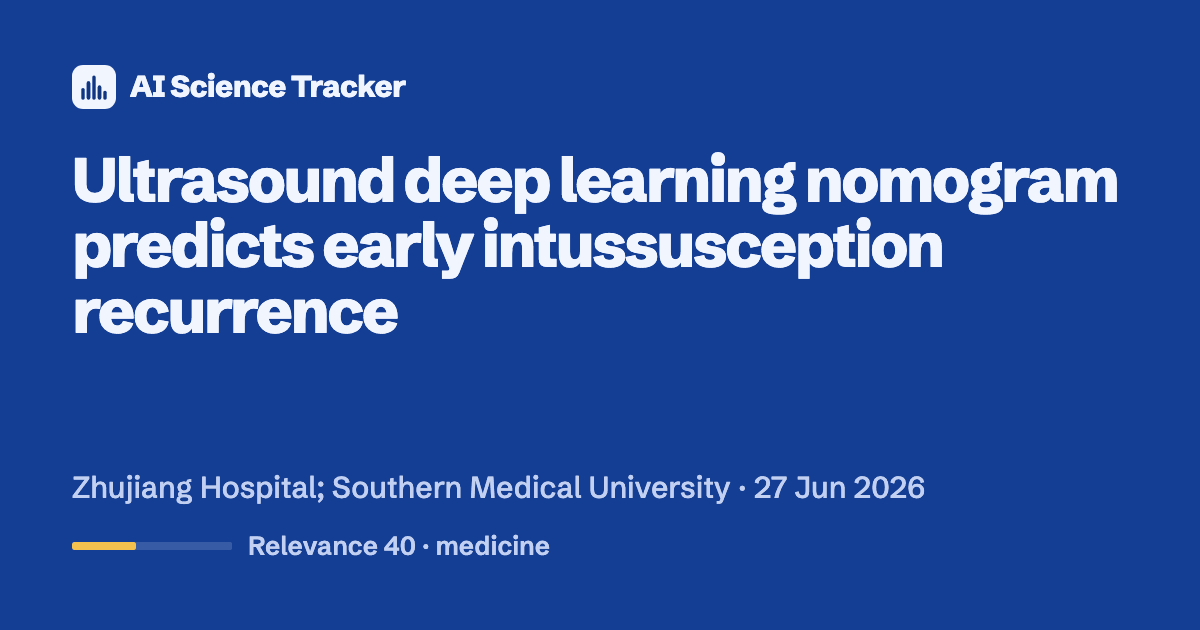 AI Science Tracker
Ultrasound deep learning nomogram
predicts early intussusception
recurrence
Zhujiang Hospital; Southern Medical University · 27 Jun 2026
Relevance 40 · medicine